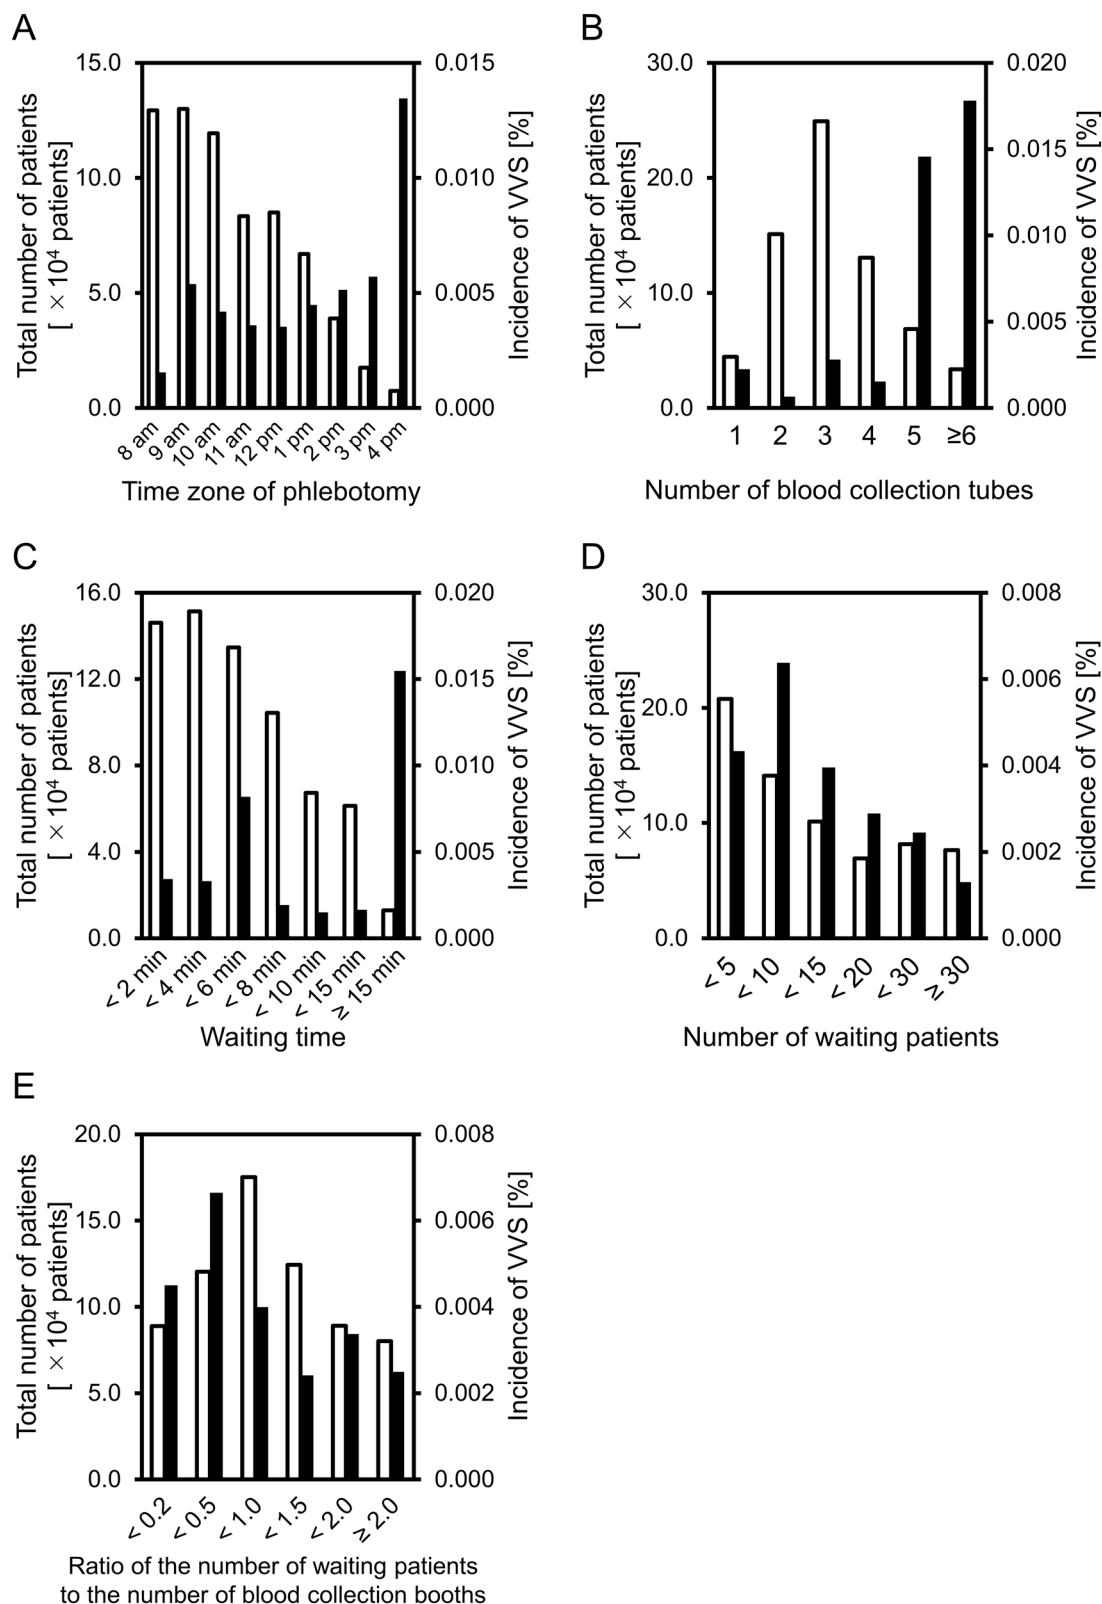 A
15.0
10.0
5.0
0.0
Total number of patients
[ ×10⁴ patients]
0.015
0.010
0.005
0.000
Incidence of VVS [%]
8 am
9 am
10 am
11 am
12 pm
1 pm
2 pm
3 pm
4 pm
Time zone of phlebotomy
B
30.0
20.0
10.0
0.0
Total number of patients
[ ×10⁴ patients]
0.020
0.015
0.010
0.005
0.000
Incidence of VVS [%]
1
2
3
4
5
≥6
Number of blood collection tubes
C
16.0
12.0
8.0
4.0
0.0
Total number of patients
[ ×10⁴ patients]
0.020
0.015
0.010
0.005
0.000
Incidence of VVS [%]
< 2 min
< 4 min
< 6 min
< 8 min
< 10 min
< 15 min
≥ 15 min
Waiting time
D
30.0
20.0
10.0
0.0
Total number of patients
[ ×10⁴ patients]
0.008
0.006
0.004
0.002
0.000
Incidence of VVS [%]
< 5
< 10
< 15
< 20
< 30
≥ 30
Number of waiting patients
E
20.0
15.0
10.0
5.0
0.0
Total number of patients
[ ×10⁴ patients]
0.008
0.006
0.004
0.002
0.000
Incidence of VVS [%]
< 0.2
< 0.5
< 1.0
< 1.5
< 2.0
≥ 2.0
Ratio of the number of waiting patients
to the number of blood collection booths